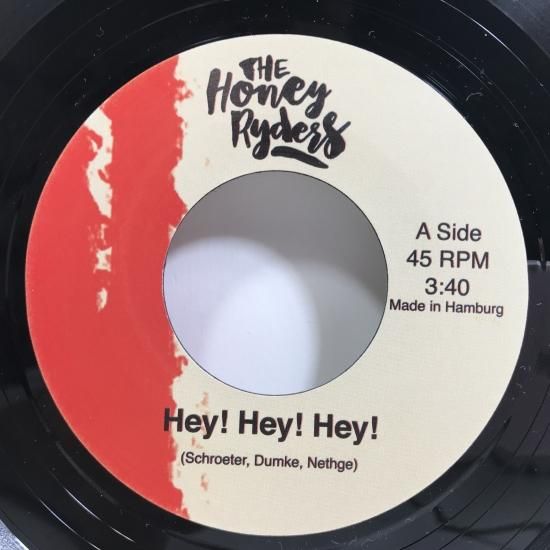 THE
Honey
Ryders
A Side
45 RPM
3:40
Made in Hamburg
Hey! Hey! Hey!
(Schroeter, Dumke, Nethge)